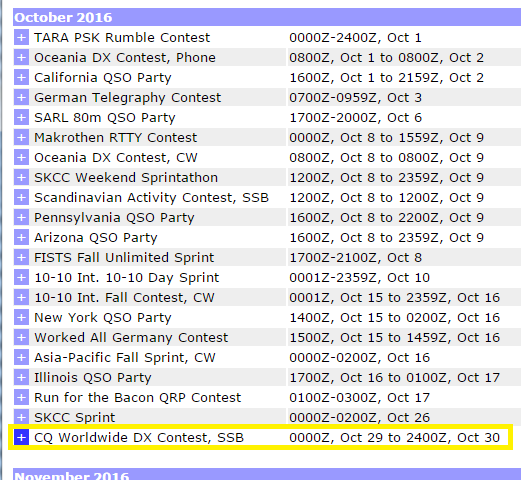 October 2016
+ TARA PSK Rumble Contest 0000Z-2400Z, Oct 1
+ Oceania DX Contest, Phone 0800Z, Oct 1 to 0800Z, Oct 2
+ California QSO Party 1600Z, Oct 1 to 2159Z, Oct 2
+ German Telegraphy Contest 0700Z-0959Z, Oct 3
+ SARL 80m QSO Party 1700Z-2000Z, Oct 6
+ Makrothen RTTY Contest 0000Z, Oct 8 to 1559Z, Oct 9
+ Oceania DX Contest, CW 0800Z, Oct 8 to 0800Z, Oct 9
+ SKCC Weekend Sprintathon 1200Z, Oct 8 to 2359Z, Oct 9
+ Scandinavian Activity Contest, SSB 1200Z, Oct 8 to 1200Z, Oct 9
+ Pennsylvania QSO Party 1600Z, Oct 8 to 2200Z, Oct 9
+ Arizona QSO Party 1600Z, Oct 8 to 2359Z, Oct 9
+ FISTS Fall Unlimited Sprint 1700Z-2100Z, Oct 8
+ 10-10 Int. 10-10 Day Sprint 0001Z-2359Z, Oct 10
+ 10-10 Int. Fall Contest, CW 0001Z, Oct 15 to 2359Z, Oct 16
+ New York QSO Party 1400Z, Oct 15 to 0200Z, Oct 16
+ Worked All Germany Contest 1500Z, Oct 15 to 1459Z, Oct 16
+ Asia-Pacific Fall Sprint, CW 0000Z-0200Z, Oct 16
+ Illinois QSO Party 1700Z, Oct 16 to 0100Z, Oct 17
+ Run for the Bacon QRP Contest 0100Z-0300Z, Oct 17
+ SKCC Sprint 0000Z-0200Z, Oct 26
+ CQ Worldwide DX Contest, SSB 0000Z, Oct 29 to 2400Z, Oct 30
November 2016